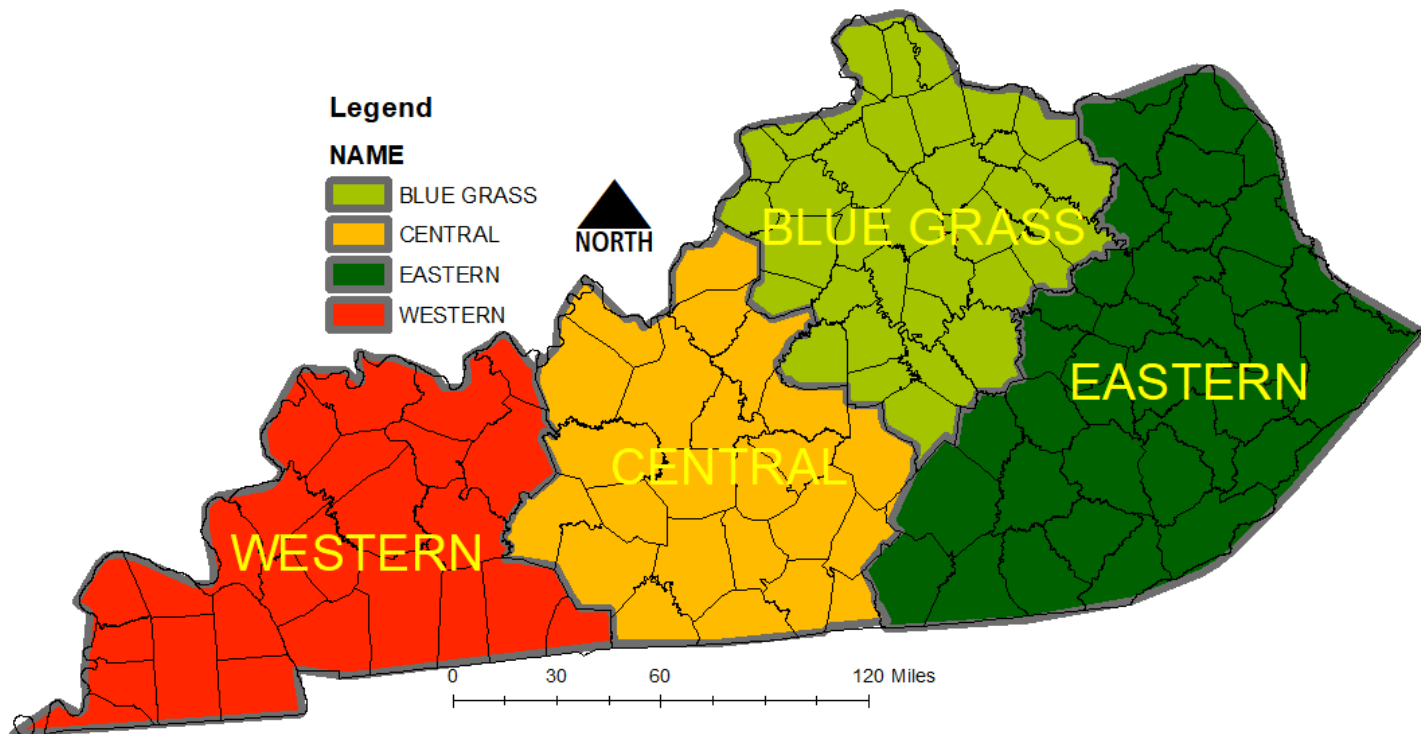 Legend
NAME
BLUE GRASS
CENTRAL
EASTERN
WESTERN
NORTH
BLUE GRASS
EASTERN
CENTRAL
WESTERN
0 30 60 120 Miles